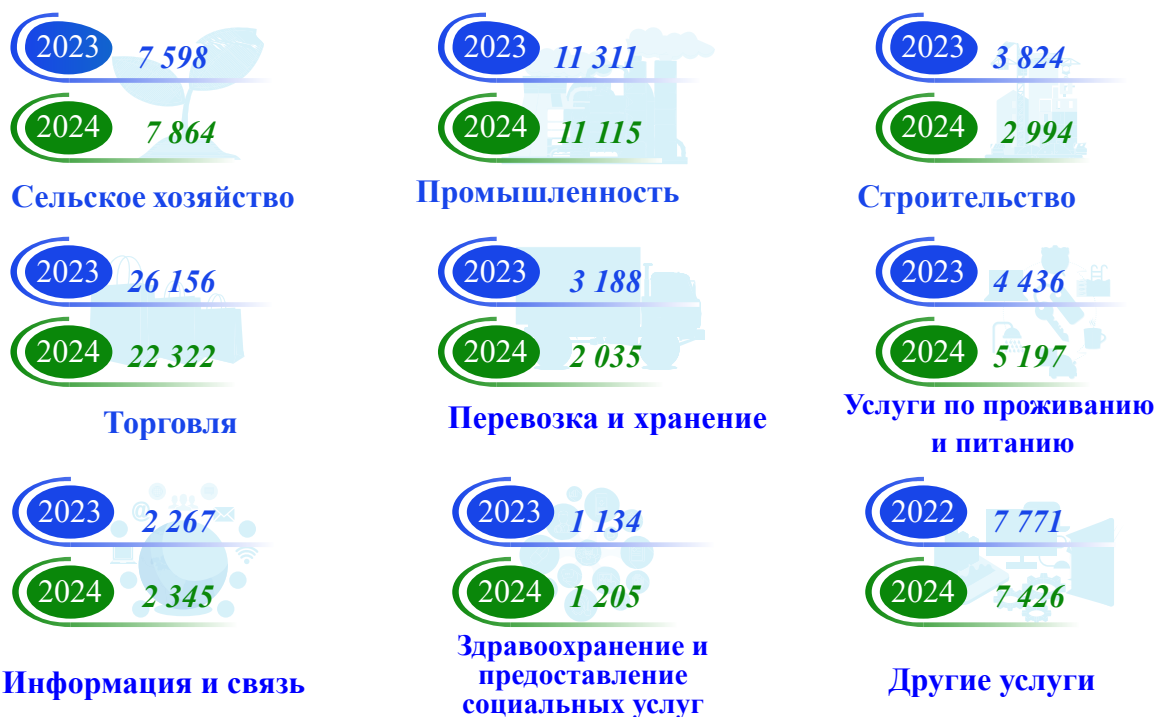 2023 7 598
2024 7 864
Сельское хозяйство
2023 11 311
2024 11 115
Промышленность
2023 3 824
2024 2 994
Строительство
2023 26 156
2024 22 322
Торговля
2023 3 188
2024 2 035
Перевозка и хранение
2023 4 436
2024 5 197
Услуги по проживанию
и питанию
2023 2 267
2024 2 345
Информация и связь
2023 1 134
2024 1 205
Здравоохранение и
предоставление
социальных услуг
2022 7 771
2024 7 426
Другие услуги